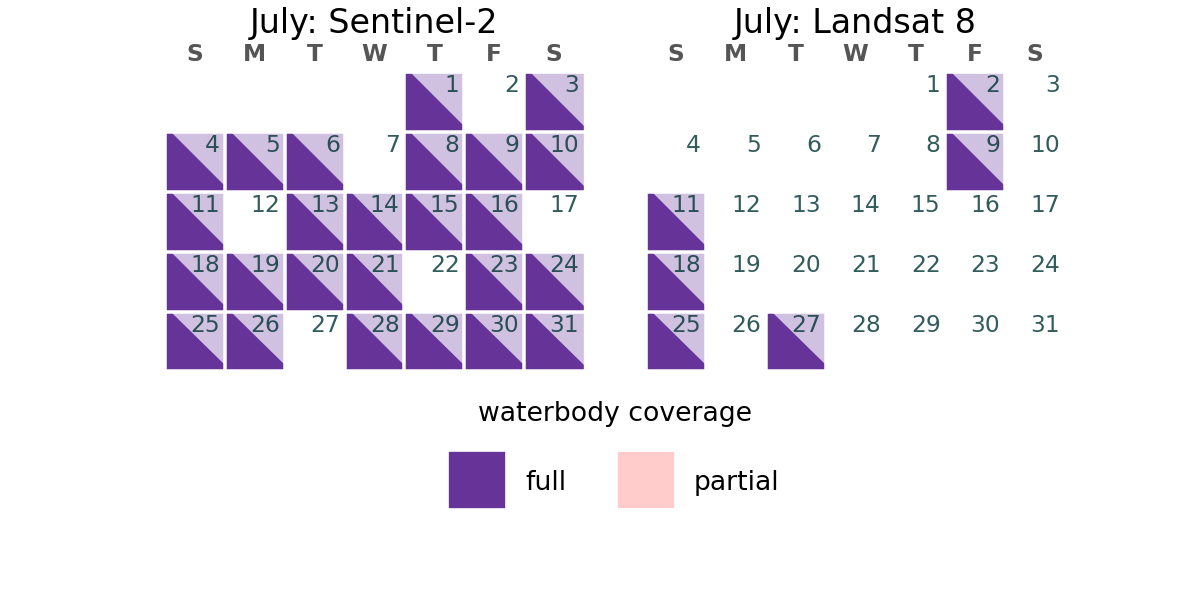 July: Sentinel-2
S M T W T F S
1 2 3
4 5 6 7 8 9 10
11 12 13 14 15 16 17
18 19 20 21 22 23 24
25 26 27 28 29 30 31
July: Landsat 8
S M T W T F S
1 2 3
4 5 6 7 8 9 10
11 12 13 14 15 16 17
18 19 20 21 22 23 24
25 26 27 28 29 30 31
waterbody coverage
full partial